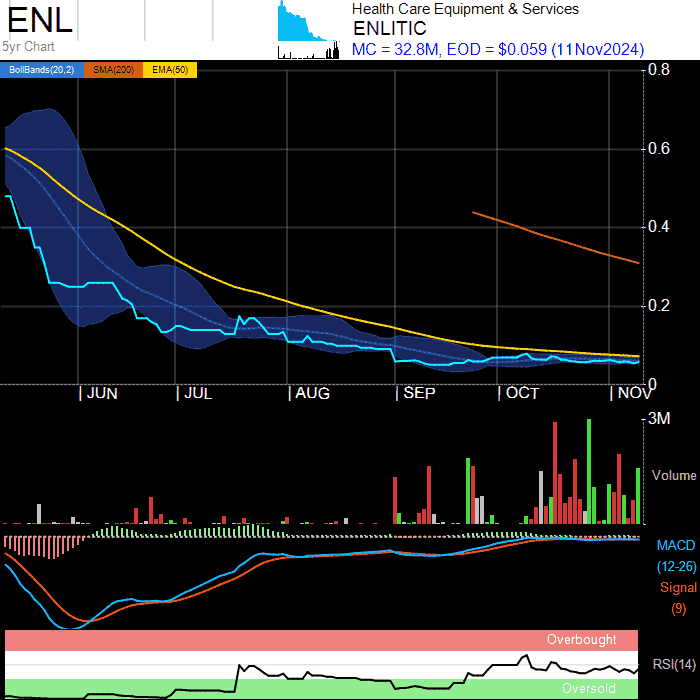 ENL
5yr Chart
Health Care Equipment & Services
ENLITIC
MC = 32.8M, EOD = $0.059 (11Nov2024)
BollBands(20,2) SMA(200) EMA(50)
0.8
0.6
0.4
0.2
0
JUN JUL AUG SEP OCT NOV
3M
Volume
MACD
(12-26)
Signal
(9)
Overbought
RSI(14)
Oversold